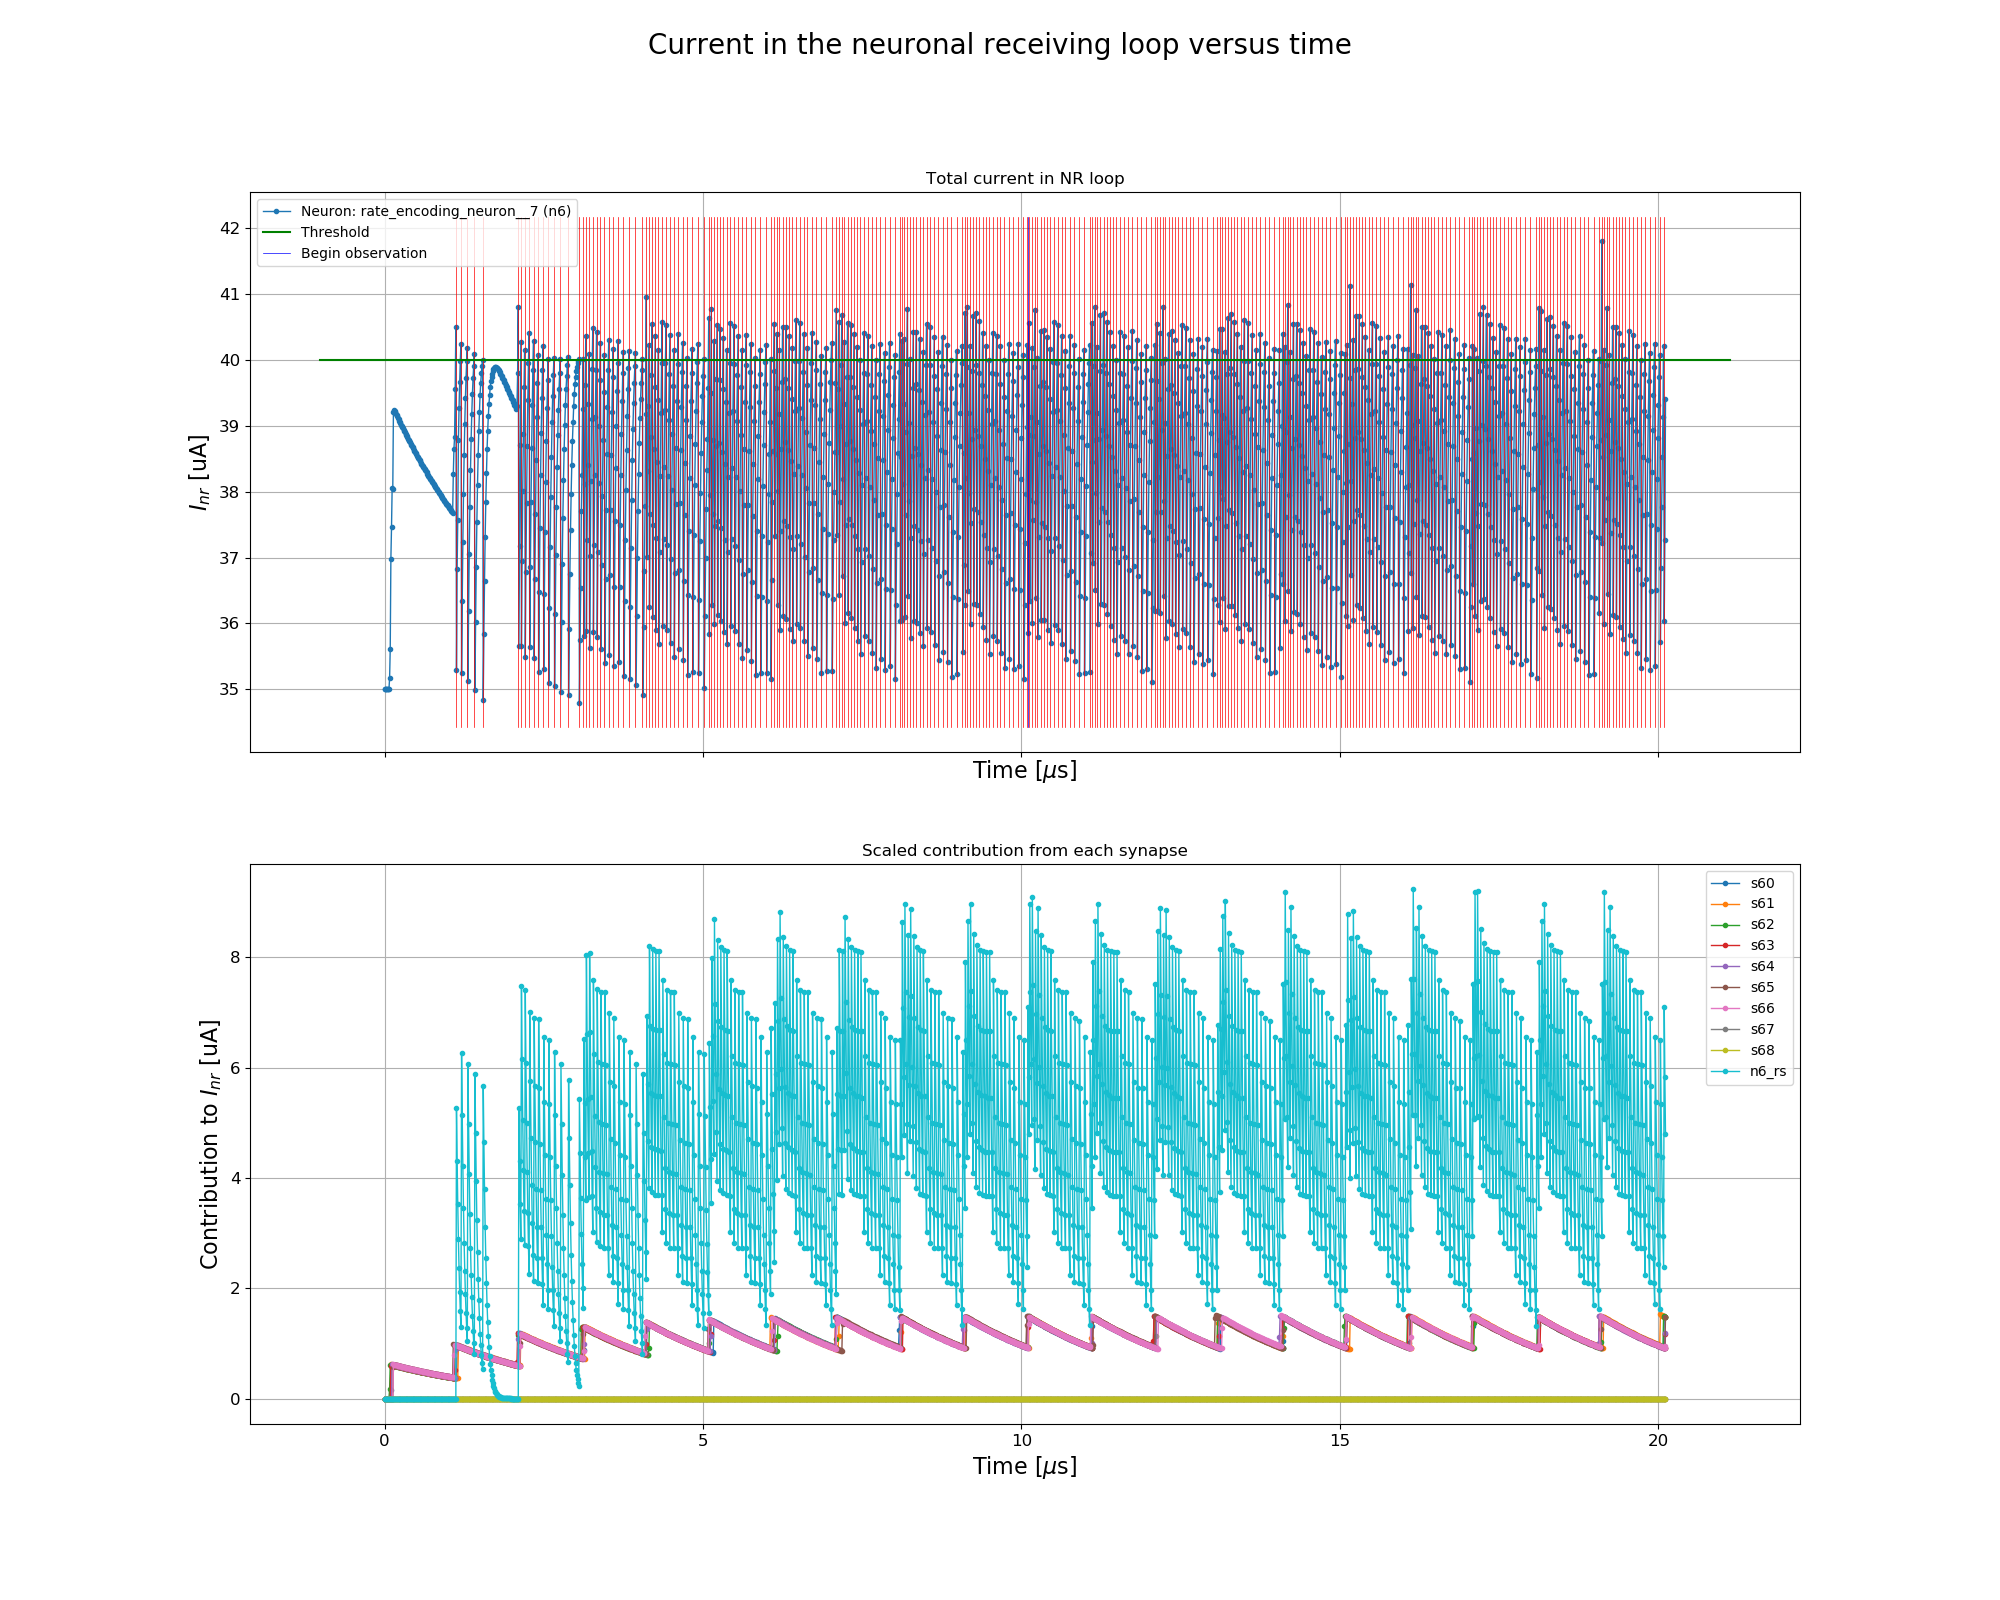 Current in the neuronal receiving loop versus time
Total current in NR loop
Neuron: rate_encoding_neuron__7 (n6)
Threshold
Begin observation
42
41
40
39
38
37
36
35
I_nr [uA]
Time [μs]
Scaled contribution from each synapse
s60
s61
s62
s63
s64
s65
s66
s67
s68
n6_rs
8
6
4
2
0
Contribution to I_nr [uA]
0 5 10 15 20
Time [μs]